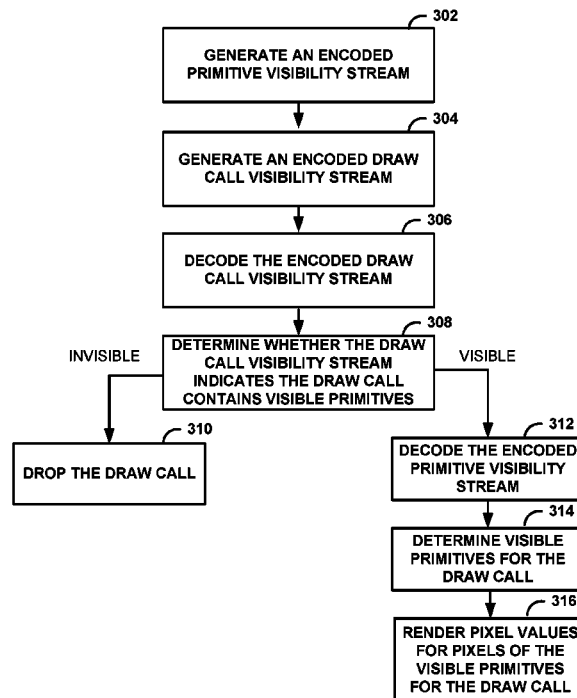 302
GENERATE AN ENCODED
PRIMITIVE VISIBILITY STREAM
304
GENERATE AN ENCODED DRAW
CALL VISIBILITY STREAM
306
DECODE THE ENCODED DRAW
CALL VISIBILITY STREAM
308
INVISIBLE
DETERMINE WHETHER THE DRAW
CALL VISIBILITY STREAM
INDICATES THE DRAW CALL
CONTAINS VISIBLE PRIMITIVES
VISIBLE
310
DROP THE DRAW CALL
312
DECODE THE ENCODED
PRIMITIVE VISIBILITY
STREAM
314
DETERMINE VISIBLE
PRIMITIVES FOR THE
DRAW CALL
316
RENDER PIXEL VALUES
FOR PIXELS OF THE
VISIBLE PRIMITIVES
FOR THE DRAW CALL